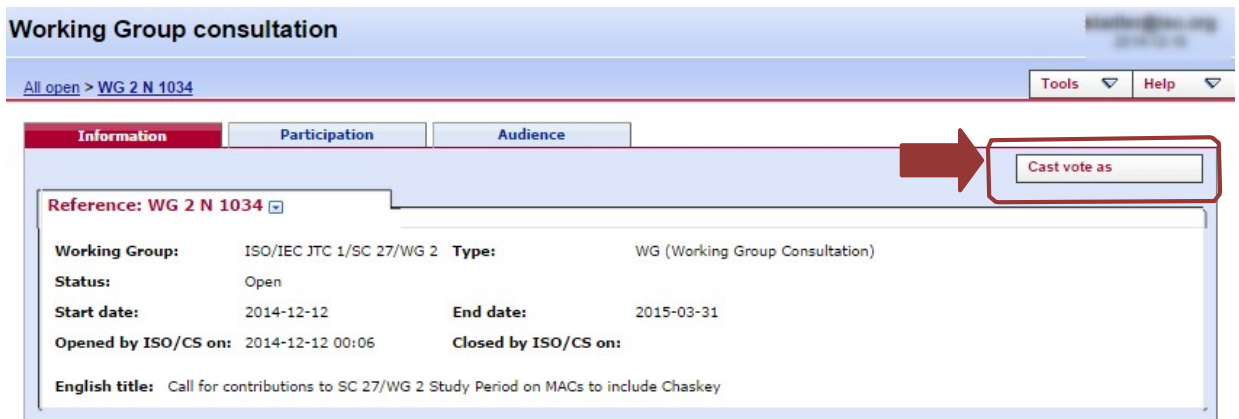 Working Group consultation
All open > WG 2 N 1034
Tools Help
Information Participation Audience
Cast vote as
Reference: WG 2 N 1034
Working Group: ISO/IEC JTC 1/SC 27/WG 2 Type: WG (Working Group Consultation)
Status: Open
Start date: 2014-12-12 End date: 2015-03-31
Opened by ISO/CS on: 2014-12-12 00:06 Closed by ISO/CS on:
English title: Call for contributions to SC 27/WG 2 Study Period on MACs to include Chaskey